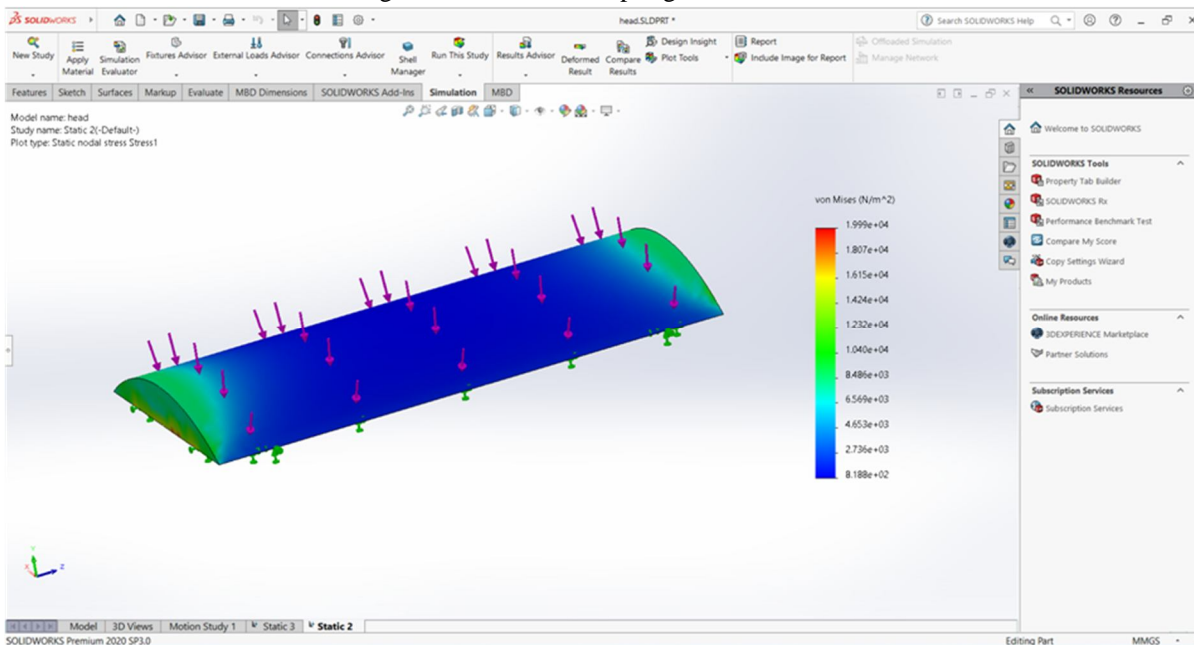 SOLIDWORKS
head.SLDPRT *
Search SOLIDWORKS Help
New Study
Apply Material
Simulation Evaluator
Fixtures Advisor
External Loads Advisor
Connections Advisor
Shell Manager
Run This Study
Results Advisor
Deformed Result
Compare Results
Design Insight
Plot Tools
Report
Include Image for Report
Offloaded Simulation
Manage Network
Features Sketch Surfaces Markup Evaluate MBD Dimensions SOLIDWORKS Add-Ins Simulation MBD
Model name: head
Study name: Static 2(-Default-)
Plot type: Static nodal stress Stress1
von Mises (N/m^2)
1.999e+04
1.807e+04
1.615e+04
1.424e+04
1.232e+04
1.040e+04
8.486e+03
6.569e+03
4.653e+03
2.736e+03
8.188e+02
Y
X
Z
SOLIDWORKS Resources
Welcome to SOLIDWORKS
SOLIDWORKS Tools
Property Tab Builder
SOLIDWORKS Rx
Performance Benchmark Test
Compare My Score
Copy Settings Wizard
My Products
Online Resources
3DEXPERIENCE Marketplace
Partner Solutions
Subscription Services
Subscription Services
Model 3D Views Motion Study 1 Static 3 Static 2
SOLIDWORKS Premium 2020 SP3.0
Editing Part
MMGS